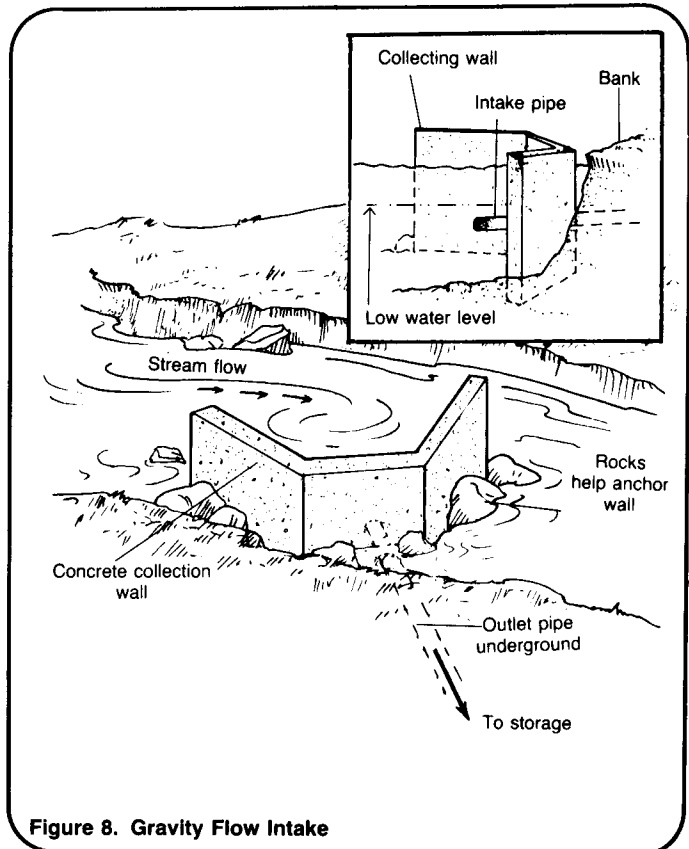 Collecting wall
Bank
Intake pipe
Low water level
Stream flow
Rocks
help anchor
wall
Concrete collection
wall
Outlet pipe
underground
To storage
Figure 8. Gravity Flow Intake